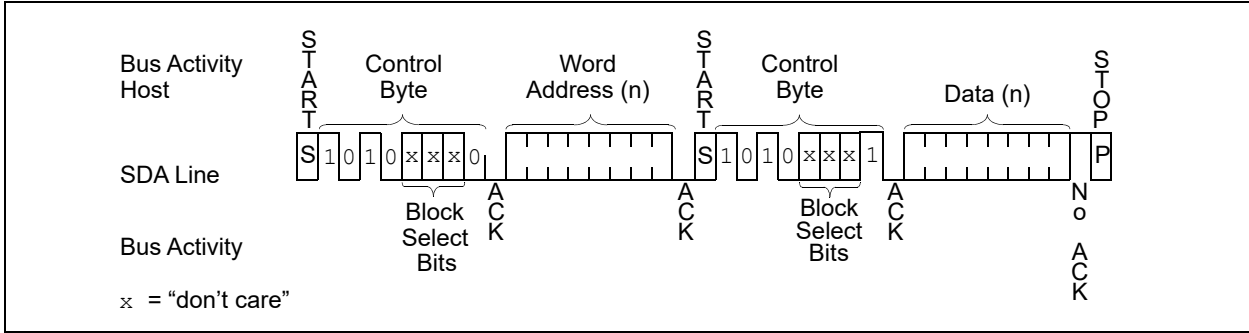 Bus Activity
Host
START
Control
Byte
Word
Address (n)
START
Control
Byte
Data (n)
STOP
SDA Line
S 1 0 1 0 x x x 0
S 1 0 1 0 x x x 1
P
Bus Activity
Block
Select
Bits
ACK
ACK
Block
Select
Bits
ACK
No ACK
x = “don’t care”